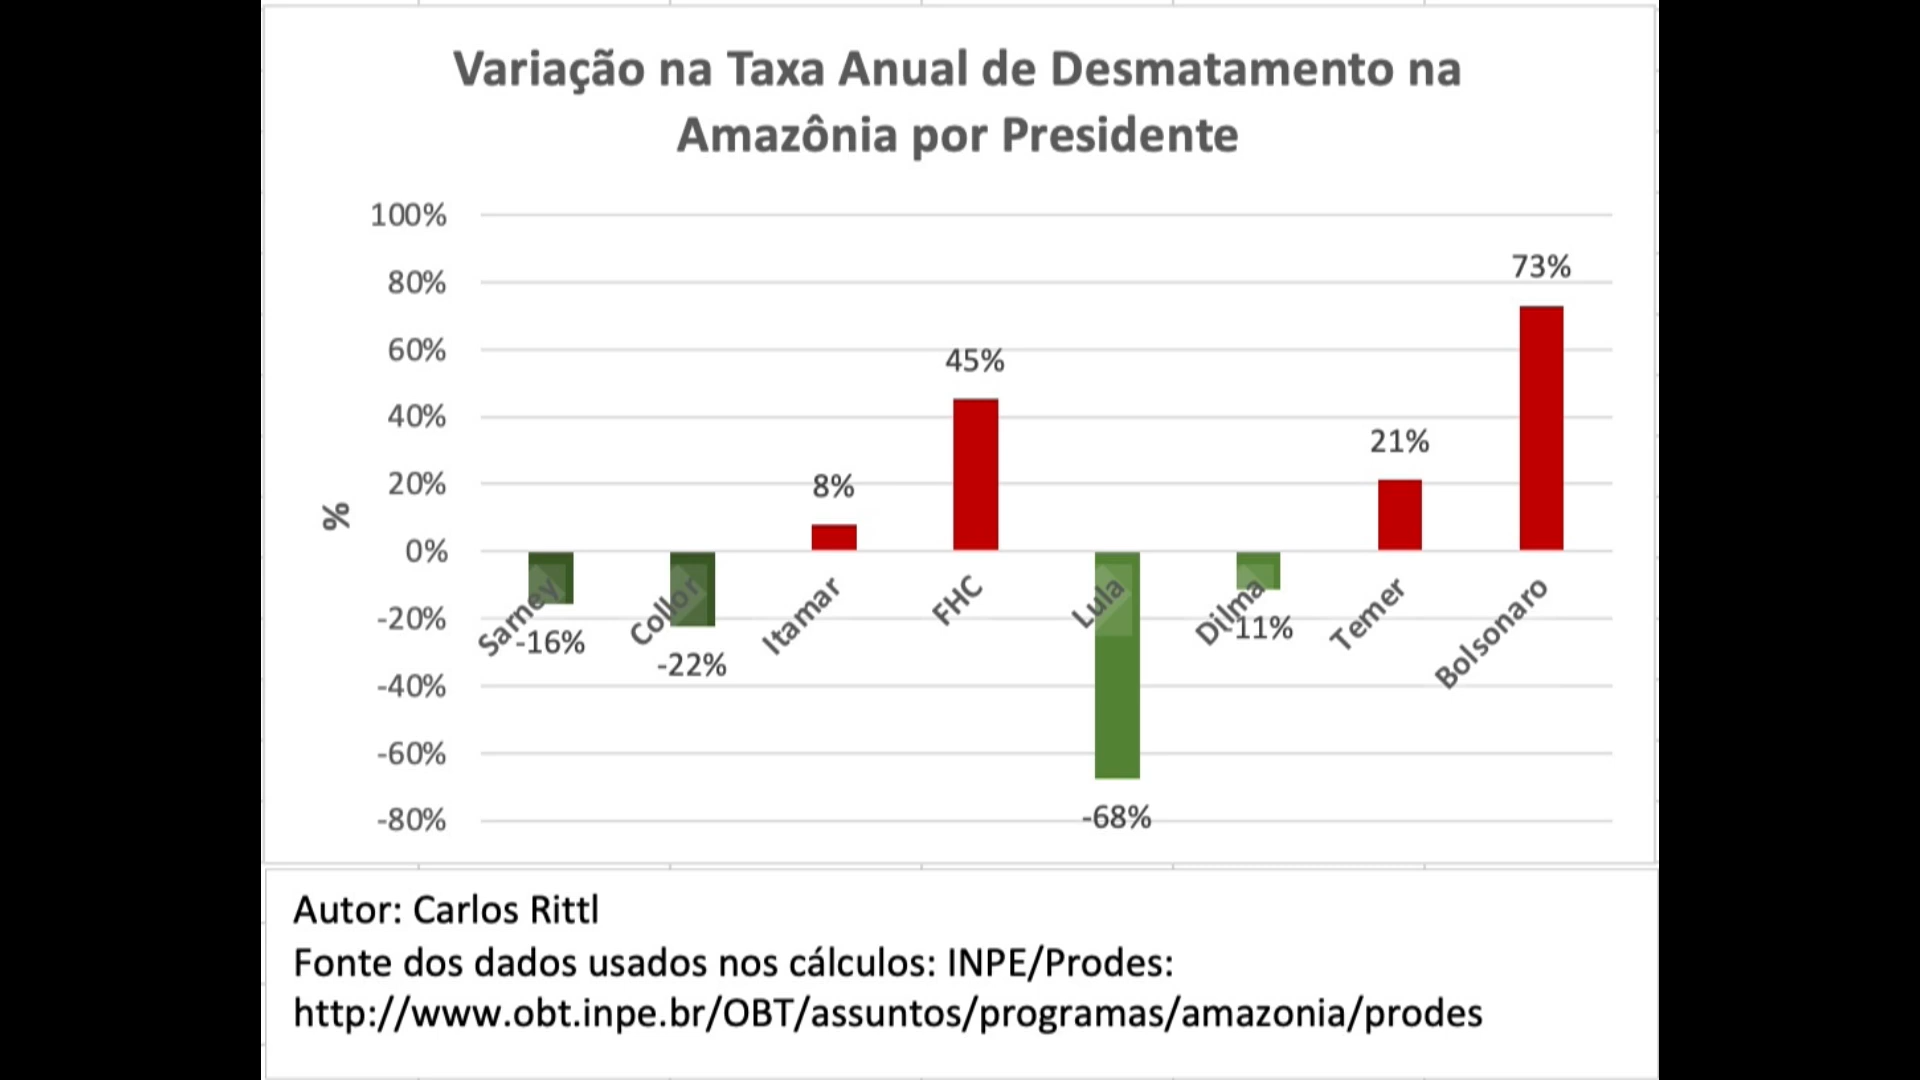 Variação na Taxa Anual de Desmatamento na
Amazônia por Presidente
100%
80%
60%
40%
20%
0%
-20%
-40%
-60%
-80%
%
73%
45%
21%
8%
-16%
-22%
-68%
-11%
Sarney
Collor
Itamar
FHC
Lula
Dilma
Temer
Bolsonaro
Autor: Carlos Rittl
Fonte dos dados usados nos cálculos: INPE/Prodes:
http://www.obt.inpe.br/OBT/assuntos/programas/amazonia/prodes